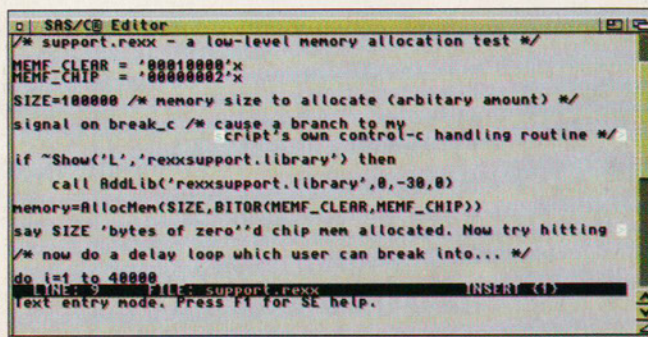 SAS/C® Editor
/* support.rexx - a low-level memory allocation test */
MEMF_CLEAR = '00010000'x
MEMF_CHIP = '00000002'x
SIZE=100000 /* memory size to allocate (arbitary amount) */
signal on break_c /* cause a branch to my
script's own control-c handling routine */
if ~Show('L','rexxsupport.library') then
call AddLib('rexxsupport.library',0,-30,0)
memory=AllocMem(SIZE,BITOR(MEMF_CLEAR,MEMF_CHIP))
say SIZE 'bytes of zero''d chip mem allocated. Now try hitting
/* now do a delay loop which user can break into... */
do i=1 to 40000
LINE: 9 FILE: support.rexx INSERT {1}
Text entry mode. Press F1 for SE help.